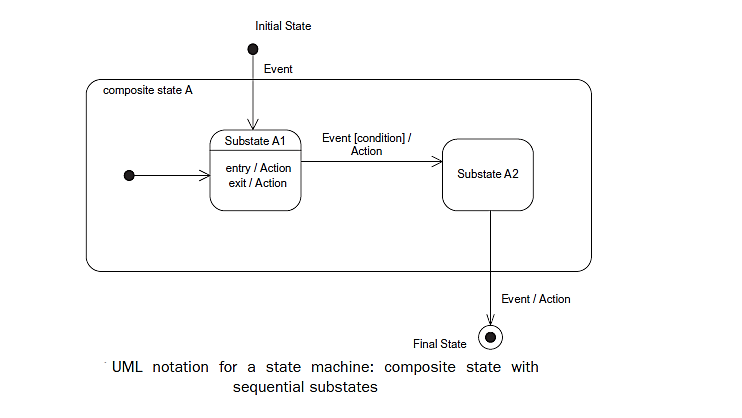 Initial State
Event
composite state A
Substate A1
entry / Action
exit / Action
Event [condition] /
Action
Substate A2
Event / Action
Final State
UML notation for a state machine: composite state with
sequential substates